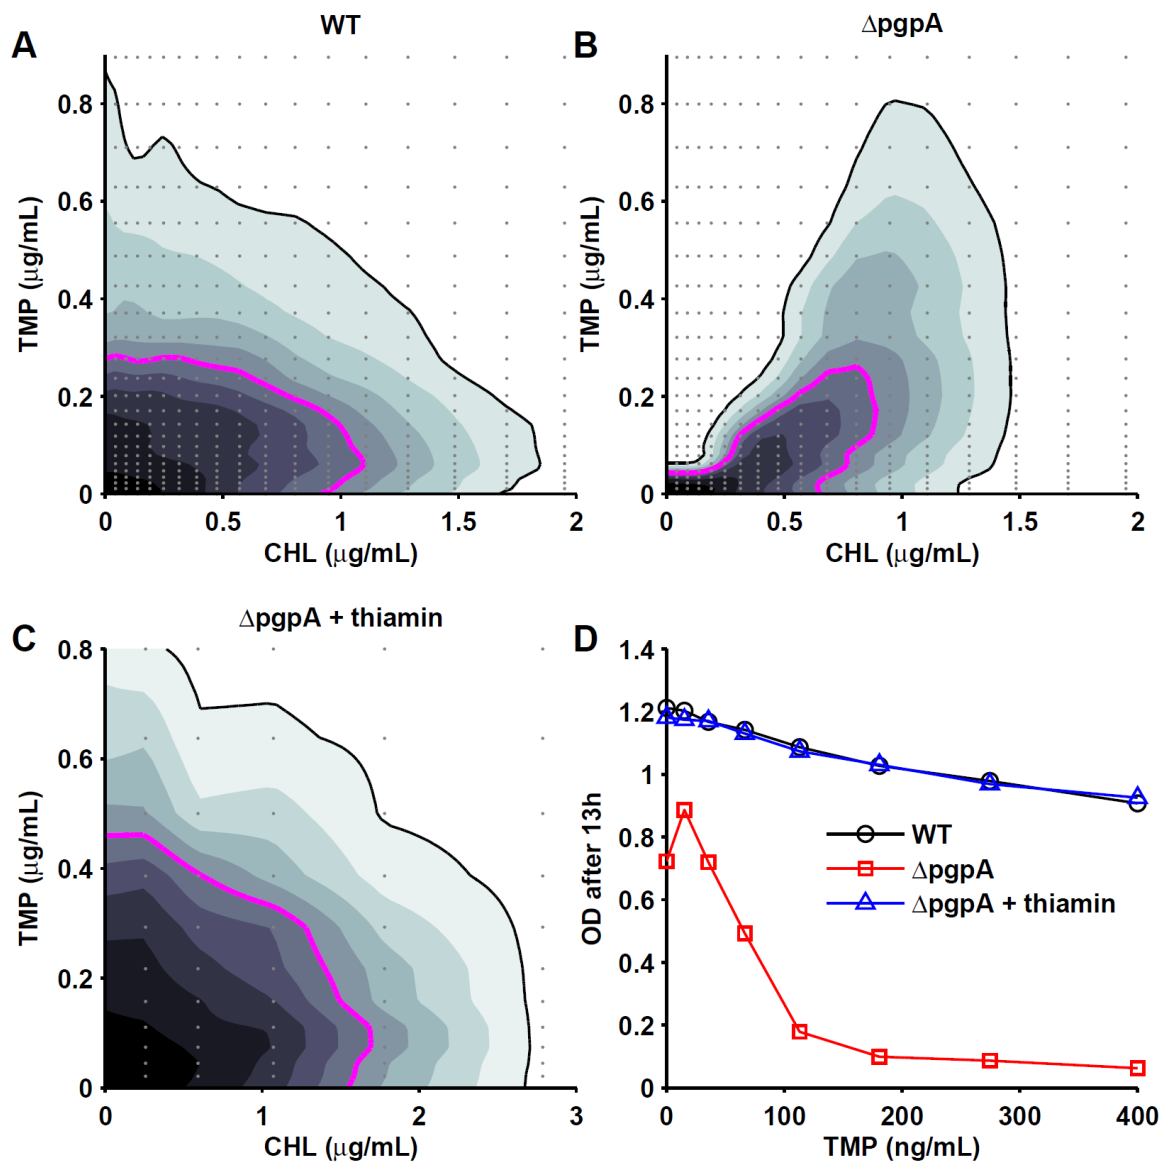 A
WT
TMP (μg/mL)
0.8
0.6
0.4
0.2
0
0 0.5 1 1.5 2
CHL (μg/mL)
B
ΔpgpA
TMP (μg/mL)
0.8
0.6
0.4
0.2
0
0 0.5 1 1.5 2
CHL (μg/mL)
C
ΔpgpA + thiamin
TMP (μg/mL)
0.8
0.6
0.4
0.2
0
0 1 2 3
CHL (μg/mL)
D
OD after 13h
1.4
1.2
1
0.8
0.6
0.4
0.2
0
WT
ΔpgpA
ΔpgpA + thiamin
0 100 200 300 400
TMP (ng/mL)